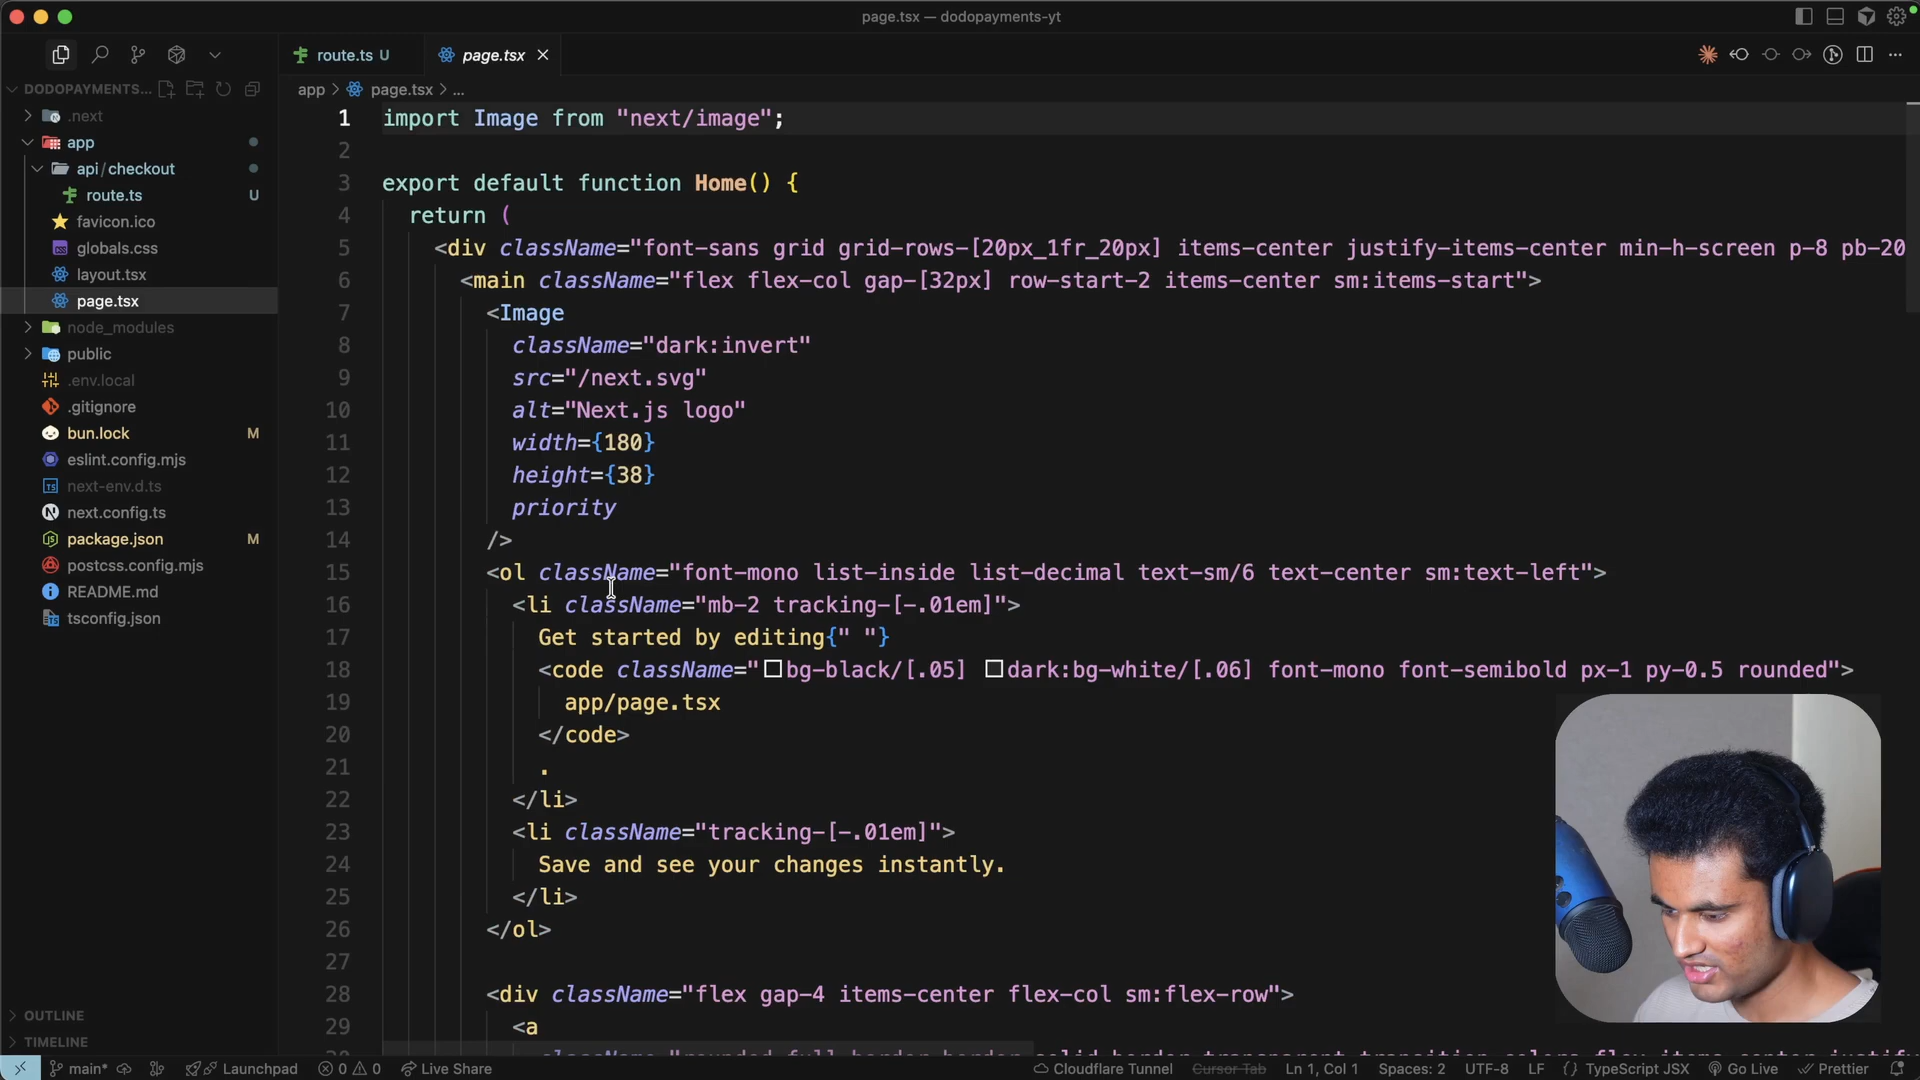 page.tsx — dodopayments-yt
route.ts U
page.tsx
DODOPAYMENTS...
app > page.tsx > ...
.next
app
api/checkout
route.ts U
favicon.ico
globals.css
layout.tsx
page.tsx
node_modules
public
.env.local
.gitignore
bun.lock M
eslint.config.mjs
next-env.d.ts
next.config.ts
package.json M
postcss.config.mjs
README.md
tsconfig.json
OUTLINE
TIMELINE
1 import Image from "next/image";
2
3 export default function Home() {
4 return (
5 <div className="font-sans grid grid-rows-[20px_1fr_20px] items-center justify-items-center min-h-screen p-8 pb-20
6 <main className="flex flex-col gap-[32px] row-start-2 items-center sm:items-start">
7 <Image
8 className="dark:invert"
9 src="/next.svg"
10 alt="Next.js logo"
11 width={180}
12 height={38}
13 priority
14 />
15 <ol className="font-mono list-inside list-decimal text-sm/6 text-center sm:text-left">
16 <li className="mb-2 tracking-[-.01em]">
17 Get started by editing{" "}
18 <code className="bg-black/[.05] dark:bg-white/[.06] font-mono font-semibold px-1 py-0.5 rounded">
19 app/page.tsx
20 </code>
21 .
22 </li>
23 <li className="tracking-[-.01em]">
24 Save and see your changes instantly.
25 </li>
26 </ol>
27
28 <div className="flex gap-4 items-center flex-col sm:flex-row">
29 <a
main* Launchpad 0 0 Live Share Cloudflare Tunnel Cursor Tab Ln 1, Col 1 Spaces: 2 UTF-8 LF {} TypeScript JSX Go Live Prettier